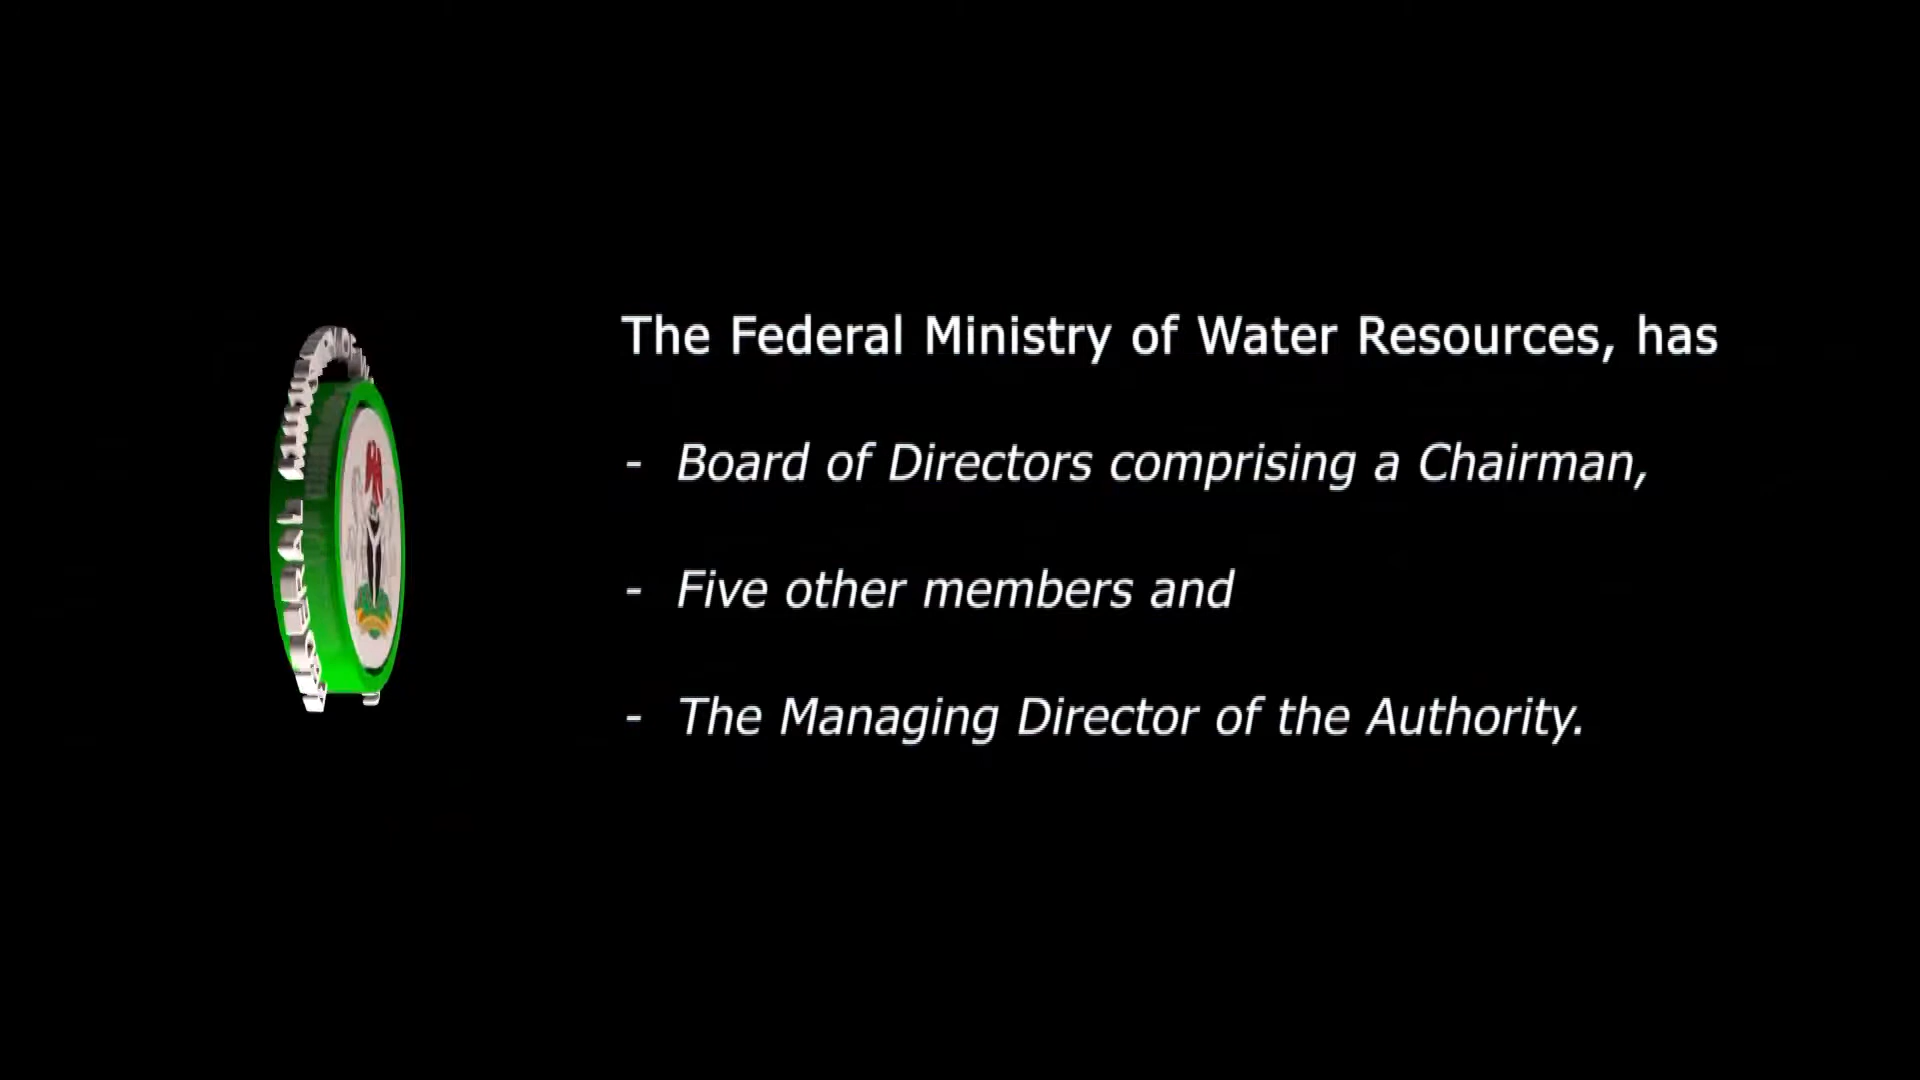 The Federal Ministry of Water Resources, has
- Board of Directors comprising a Chairman,
- Five other members and
- The Managing Director of the Authority.
FEDERAL